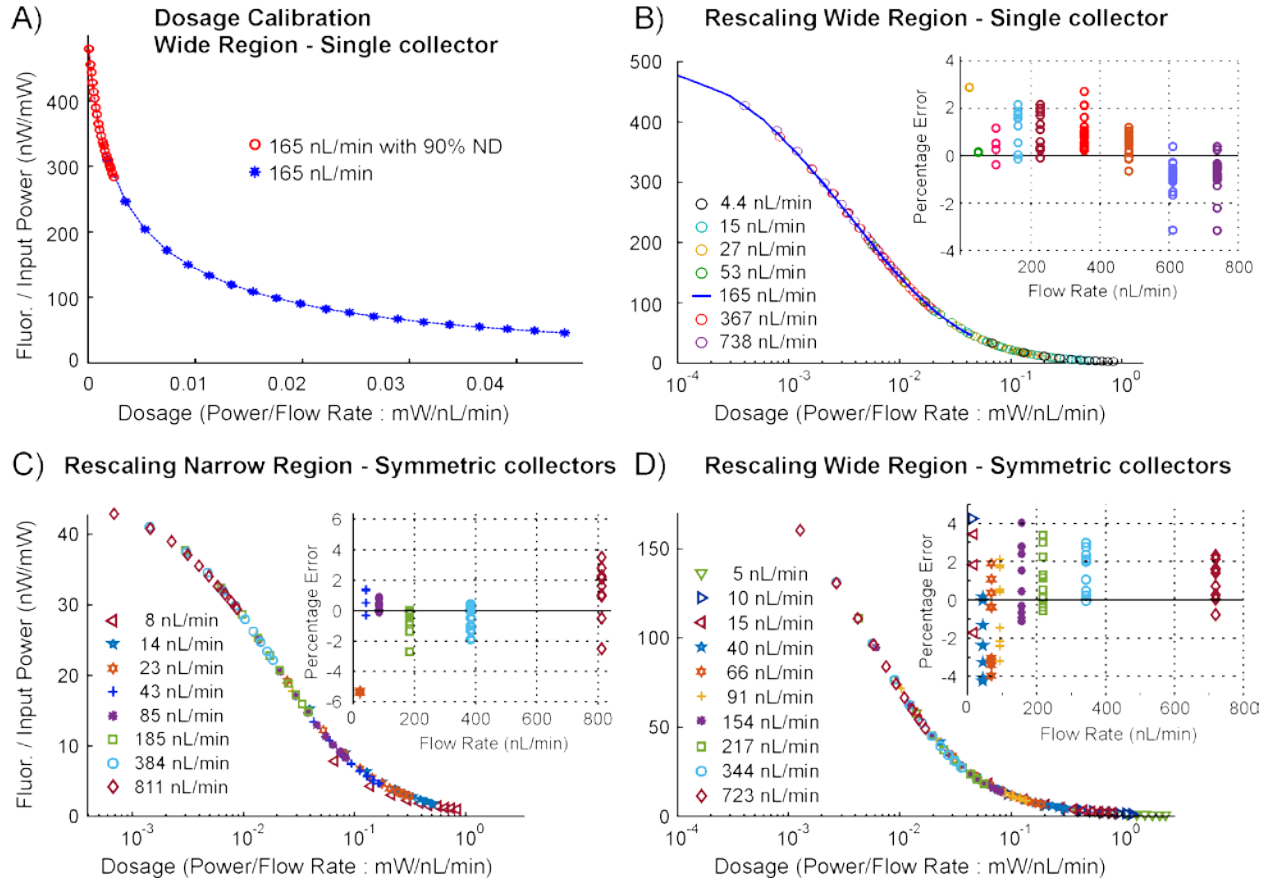 A)
Dosage Calibration
Wide Region - Single collector
Fluor. / Input Power (nW/mW)
400
300
200
100
0
165 nL/min with 90% ND
165 nL/min
0
0.01
0.02
0.03
0.04
Dosage (Power/Flow Rate : mW/nL/min)
B)
Rescaling Wide Region - Single collector
500
400
300
200
100
0
4.4 nL/min
15 nL/min
27 nL/min
53 nL/min
165 nL/min
367 nL/min
738 nL/min
10-4
10-3
10-2
10-1
100
Dosage (Power/Flow Rate : mW/nL/min)
Percentage Error
4
2
0
-2
-4
200
400
600
800
Flow Rate (nL/min)
C)
Rescaling Narrow Region - Symmetric collectors
Fluor. / Input Power (nW/mW)
40
30
20
10
0
8 nL/min
14 nL/min
23 nL/min
43 nL/min
85 nL/min
185 nL/min
384 nL/min
811 nL/min
10-3
10-2
10-1
100
Dosage (Power/Flow Rate : mW/nL/min)
Percentage Error
6
4
2
0
-2
-4
-6
0
200
400
600
800
Flow Rate (nL/min)
D)
Rescaling Wide Region - Symmetric collectors
150
100
50
0
5 nL/min
10 nL/min
15 nL/min
40 nL/min
66 nL/min
91 nL/min
154 nL/min
217 nL/min
344 nL/min
723 nL/min
10-4
10-3
10-2
10-1
100
Dosage (Power/Flow Rate : mW/nL/min)
Percentage Error
4
2
0
-2
-4
0
200
400
600
800
Flow Rate (nL/min)